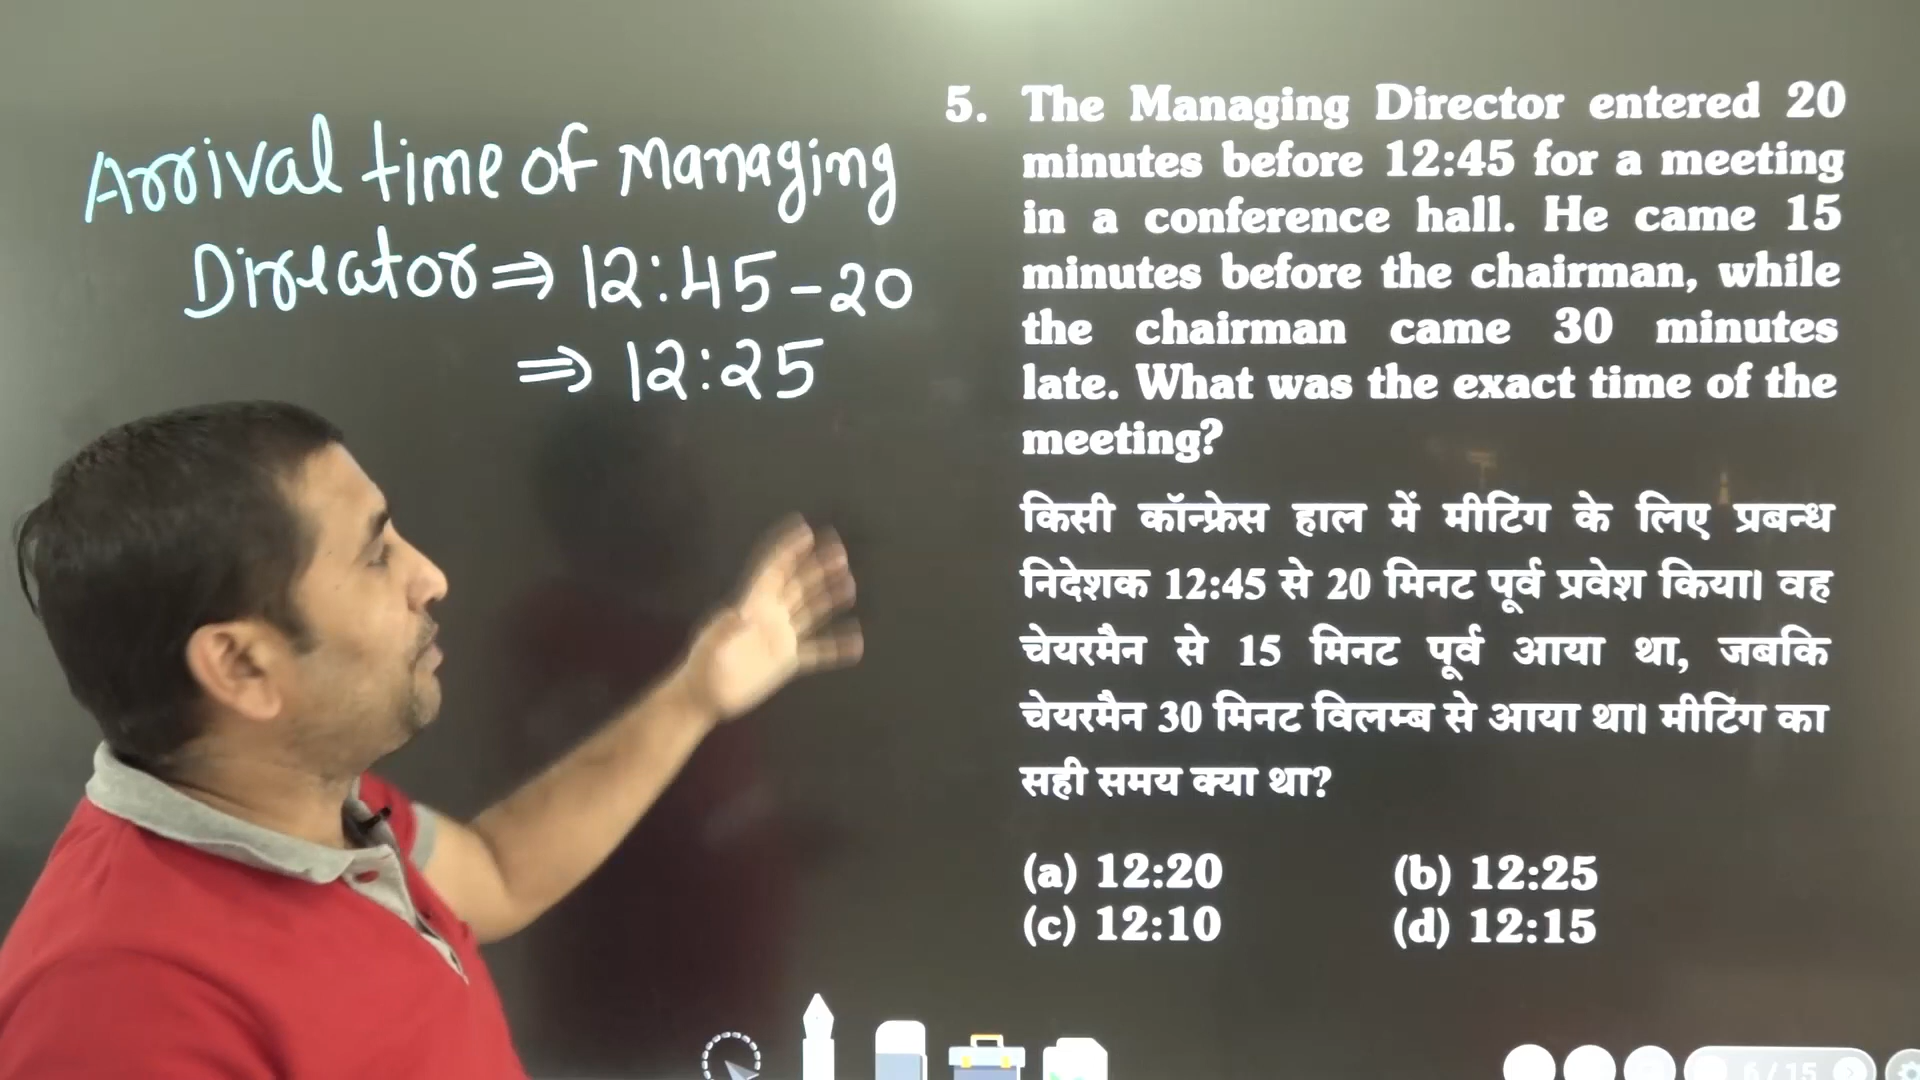 Arrival time of Managing
Director ⇒ 12:45-20
⇒ 12:25
5. The Managing Director entered 20
minutes before 12:45 for a meeting
in a conference hall. He came 15
minutes before the chairman, while
the chairman came 30 minutes
late. What was the exact time of the
meeting?
किसी कॉन्फ्रेस हाल में मीटिंग के लिए प्रबन्ध
निदेशक 12:45 से 20 मिनट पूर्व प्रवेश किया। वह
चेयरमैन से 15 मिनट पूर्व आया था, जबकि
चेयरमैन 30 मिनट विलम्ब से आया था। मीटिंग का
सही समय क्या था?
(a) 12:20 (b) 12:25
(c) 12:10 (d) 12:15
6/15